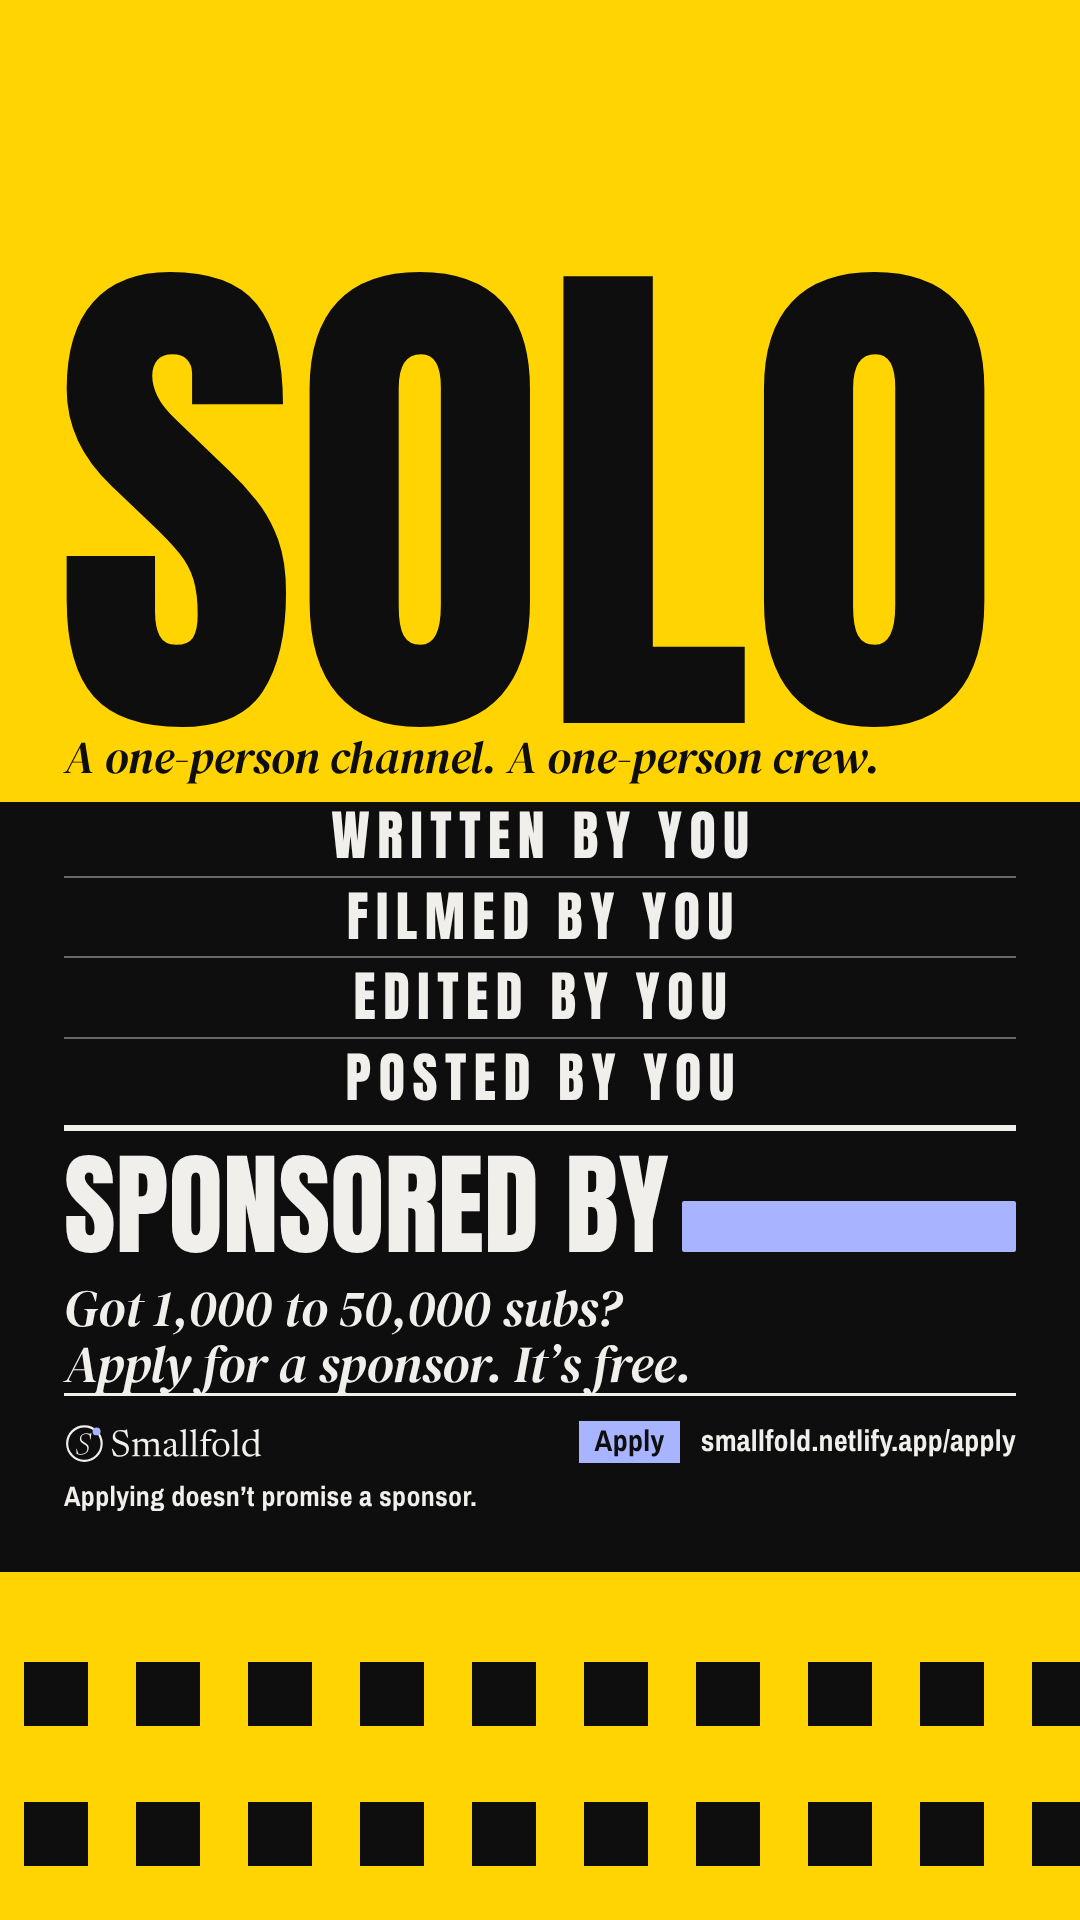 SOLO
A one-person channel. A one-person crew.
WRITTEN BY YOU
FILMED BY YOU
EDITED BY YOU
POSTED BY YOU
SPONSORED BY
Got 1,000 to 50,000 subs?
Apply for a sponsor. It’s free.
S Smallfold
Apply smallfold.netlify.app/apply
Applying doesn’t promise a sponsor.